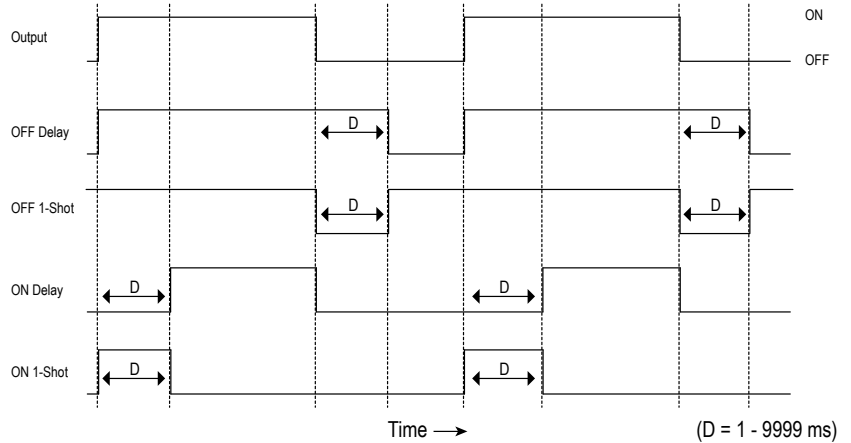 ON
Output
OFF
OFF Delay
D
D
OFF 1-Shot
D
D
ON Delay
D
D
ON 1-Shot
D
D
Time →
(D = 1 - 9999 ms)